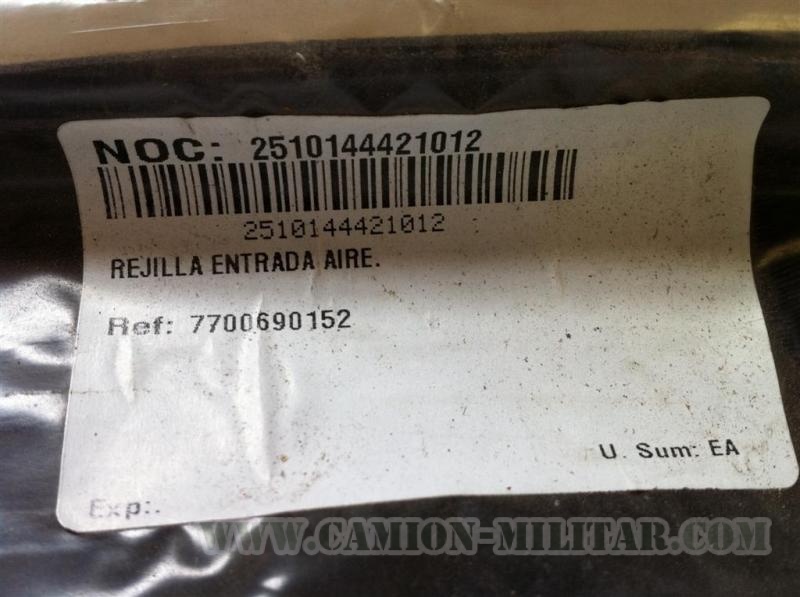 NOC: 2510144421012
2510144421012
REJILLA ENTRADA AIRE.
Ref: 7700690152
U. Sum: EA
Exp:.
WWW.CAMION-MILITAR.COM